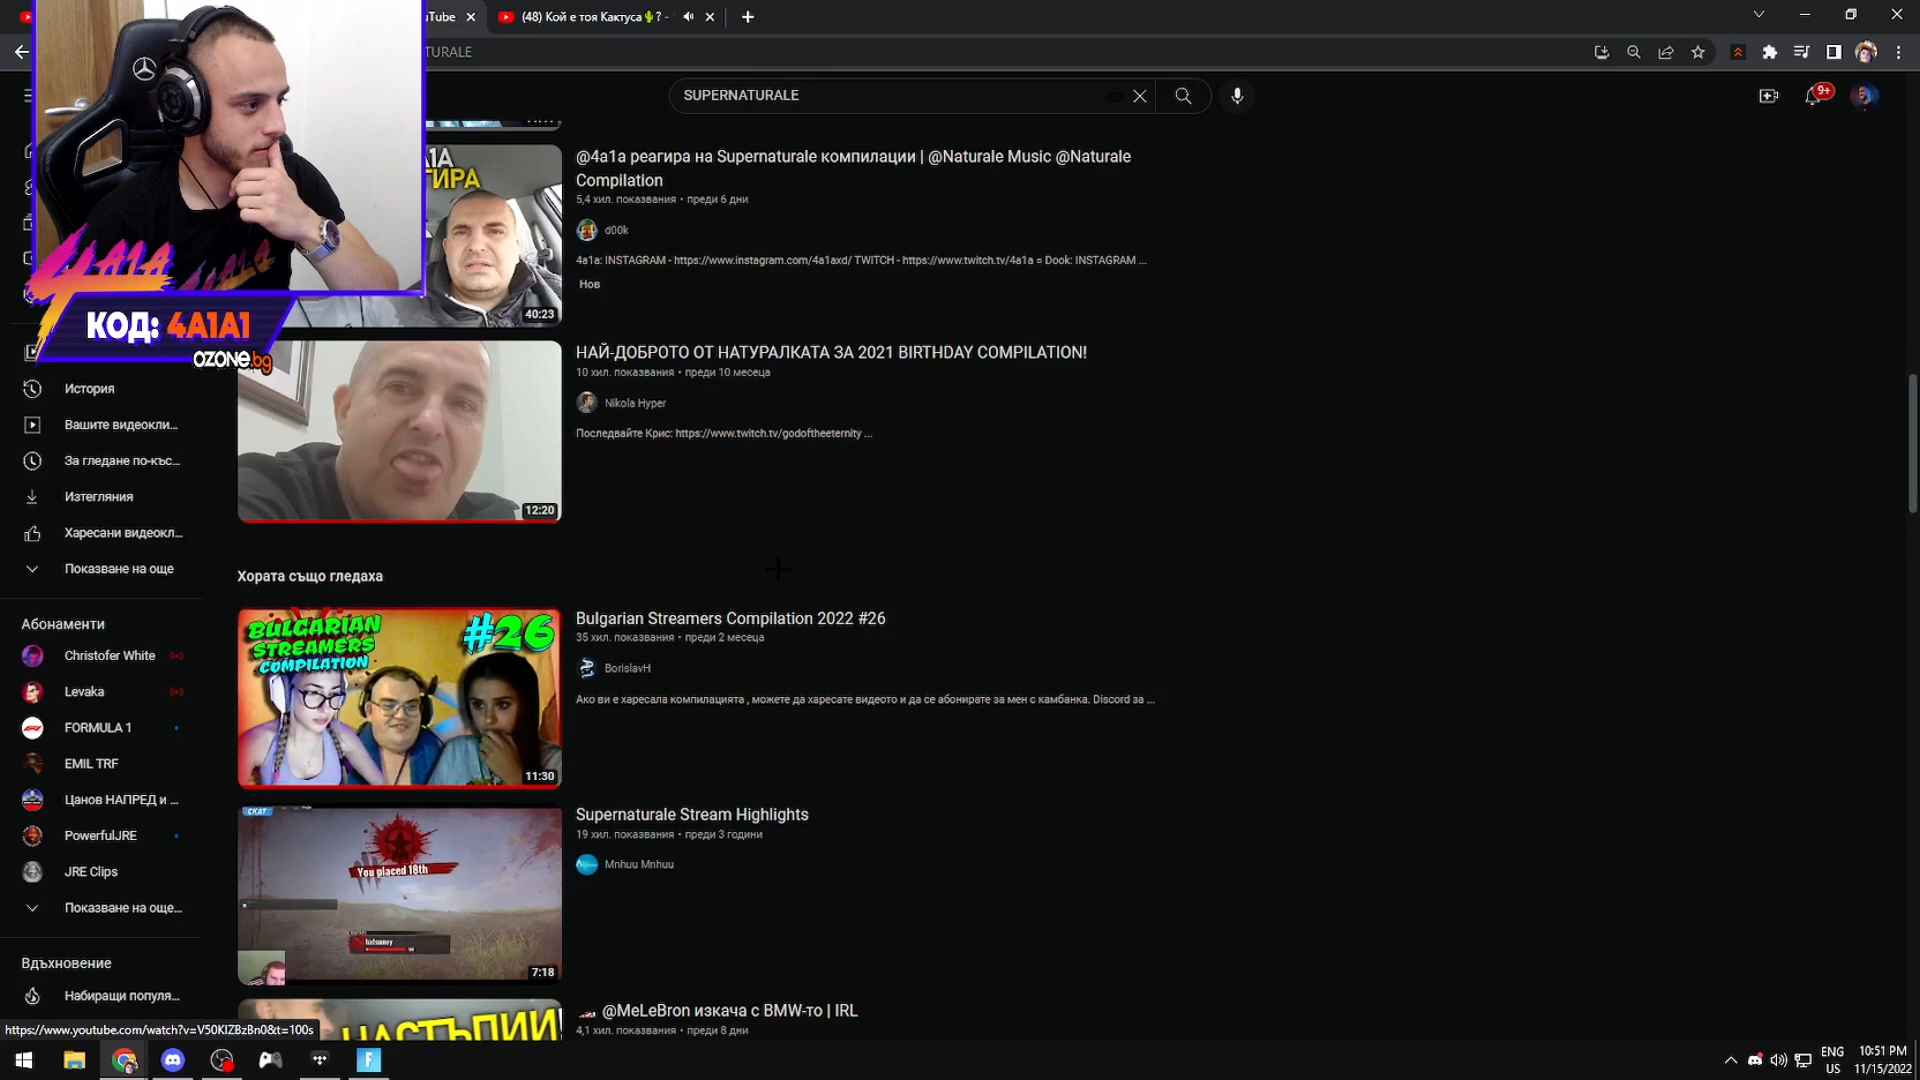 uTube
(48) Кой е тоя Кактуса🌵? -
TURALE
SUPERNATURALE
9+
@4a1a реагира на Supernaturale компилации | @Naturale Music @Naturale
Compilation
5,4 хил. показвания • преди 6 дни
d00k
4a1a: INSTAGRAM - https://www.instagram.com/4a1axd/ TWITCH - https://www.twitch.tv/4a1a ¤ Dook: INSTAGRAM ...
Нов
40:23
4A1A
КОД: 4A1A1
OZONE.bg
НАЙ-ДОБРОТО ОТ НАТУРАЛКАТА ЗА 2021 BIRTHDAY COMPILATION!
10 хил. показвания • преди 10 месеца
Nikola Hyper
Последвайте Крис: https://www.twitch.tv/godoftheeternity ...
12:20
История
Вашите видеокли...
За гледане по-къс...
Изтегляния
Харесани видеокл...
Показване на още
Абонаменти
Christofer White
Levaka
FORMULA 1
EMIL TRF
Цанов НАПРЕД и ...
PowerfulJRE
JRE Clips
Показване на още...
Вдъхновение
Набиращи популя...
Хората също гледаха
BULGARIAN
STREAMERS
COMPILATION
#26
11:30
Bulgarian Streamers Compilation 2022 #26
35 хил. показвания • преди 2 месеца
BorislavH
Ако ви е харесала компилацията , можете да харесате видеото и да се абонирате за мен с камбанка. Discord за ...
СКАТ
You placed 18th
7:18
Supernaturale Stream Highlights
19 хил. показвания • преди 3 години
Mnhuu Mnhuu
НАСТЪПИИ
@MeLeBron изкача с BMW-то | IRL
4,1 хил. показвания • преди 8 дни
https://www.youtube.com/watch?v=V50KIZBzBn0&t=100s
ENG
US
10:51 PM
11/15/2022